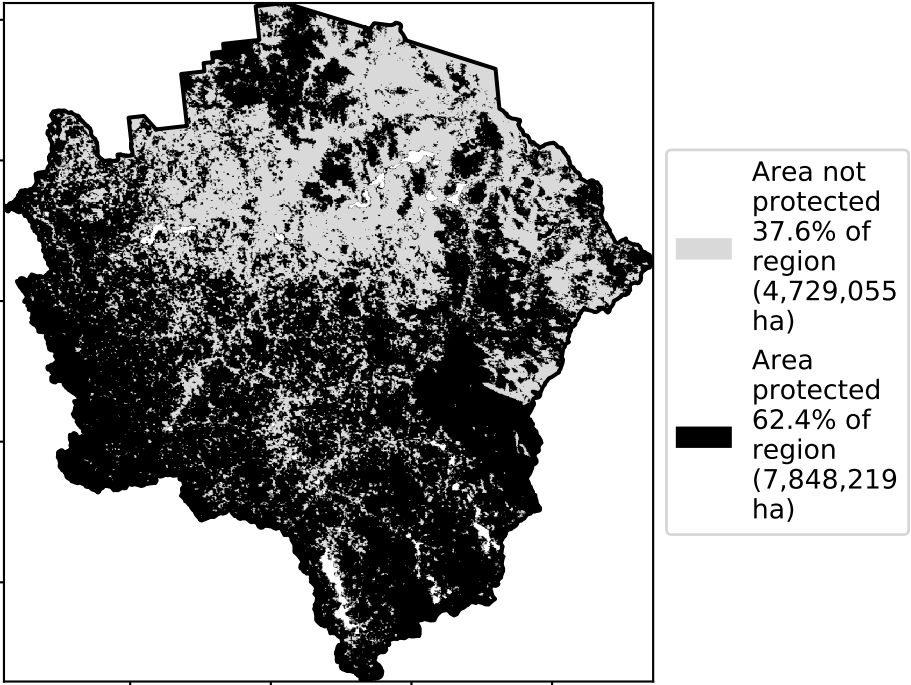 Area not
protected
37.6% of
region
(4,729,055
ha)
Area
protected
62.4% of
region
(7,848,219
ha)